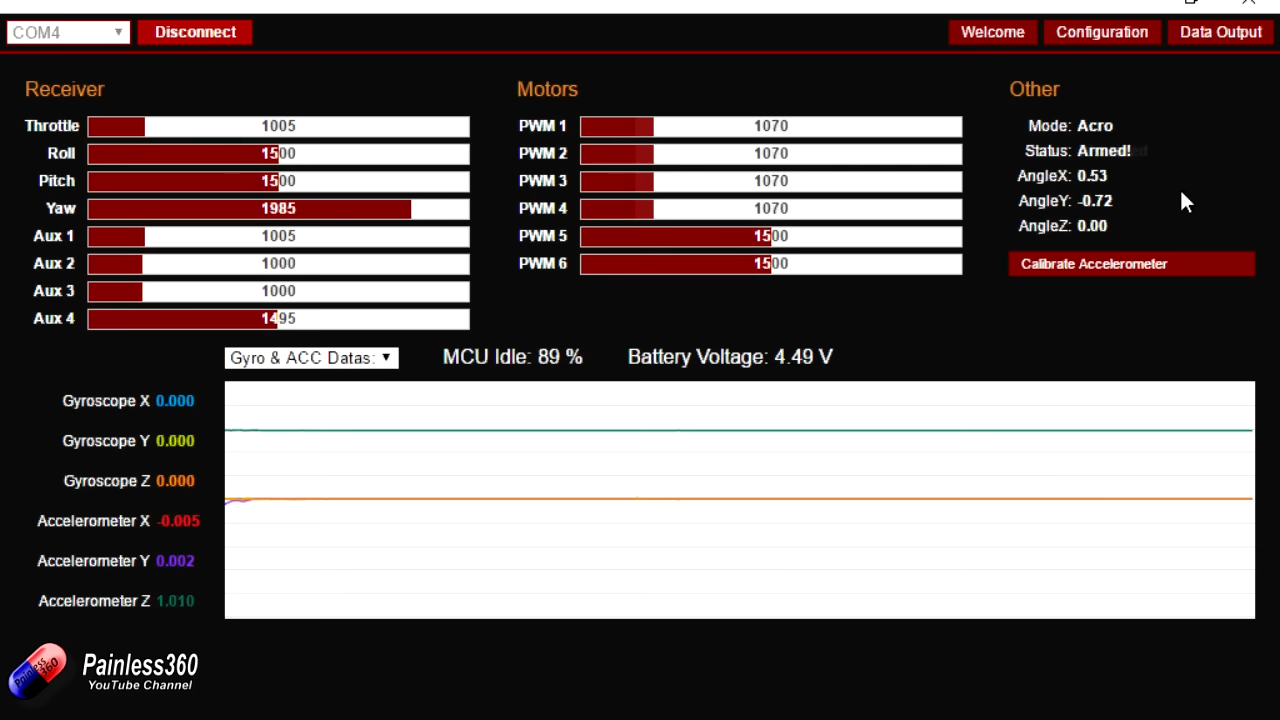 COM4 Disconnect Welcome Configuration Data Output
Receiver Motors Other
Throttle 1005 PWM 1 1070 Mode: Acro
Roll 1500 PWM 2 1070 Status: Armed!
Pitch 1500 PWM 3 1070 AngleX: 0.53
Yaw 1985 PWM 4 1070 AngleY: -0.72
Aux 1 1005 PWM 5 1500 AngleZ: 0.00
Aux 2 1000 PWM 6 1500 Calibrate Accelerometer
Aux 3 1000
Aux 4 1495
Gyro & ACC Datas: MCU Idle: 89 % Battery Voltage: 4.49 V
Gyroscope X 0.000
Gyroscope Y 0.000
Gyroscope Z 0.000
Accelerometer X -0.005
Accelerometer Y 0.002
Accelerometer Z 1.010
Painless 360
Painless360
YouTube Channel